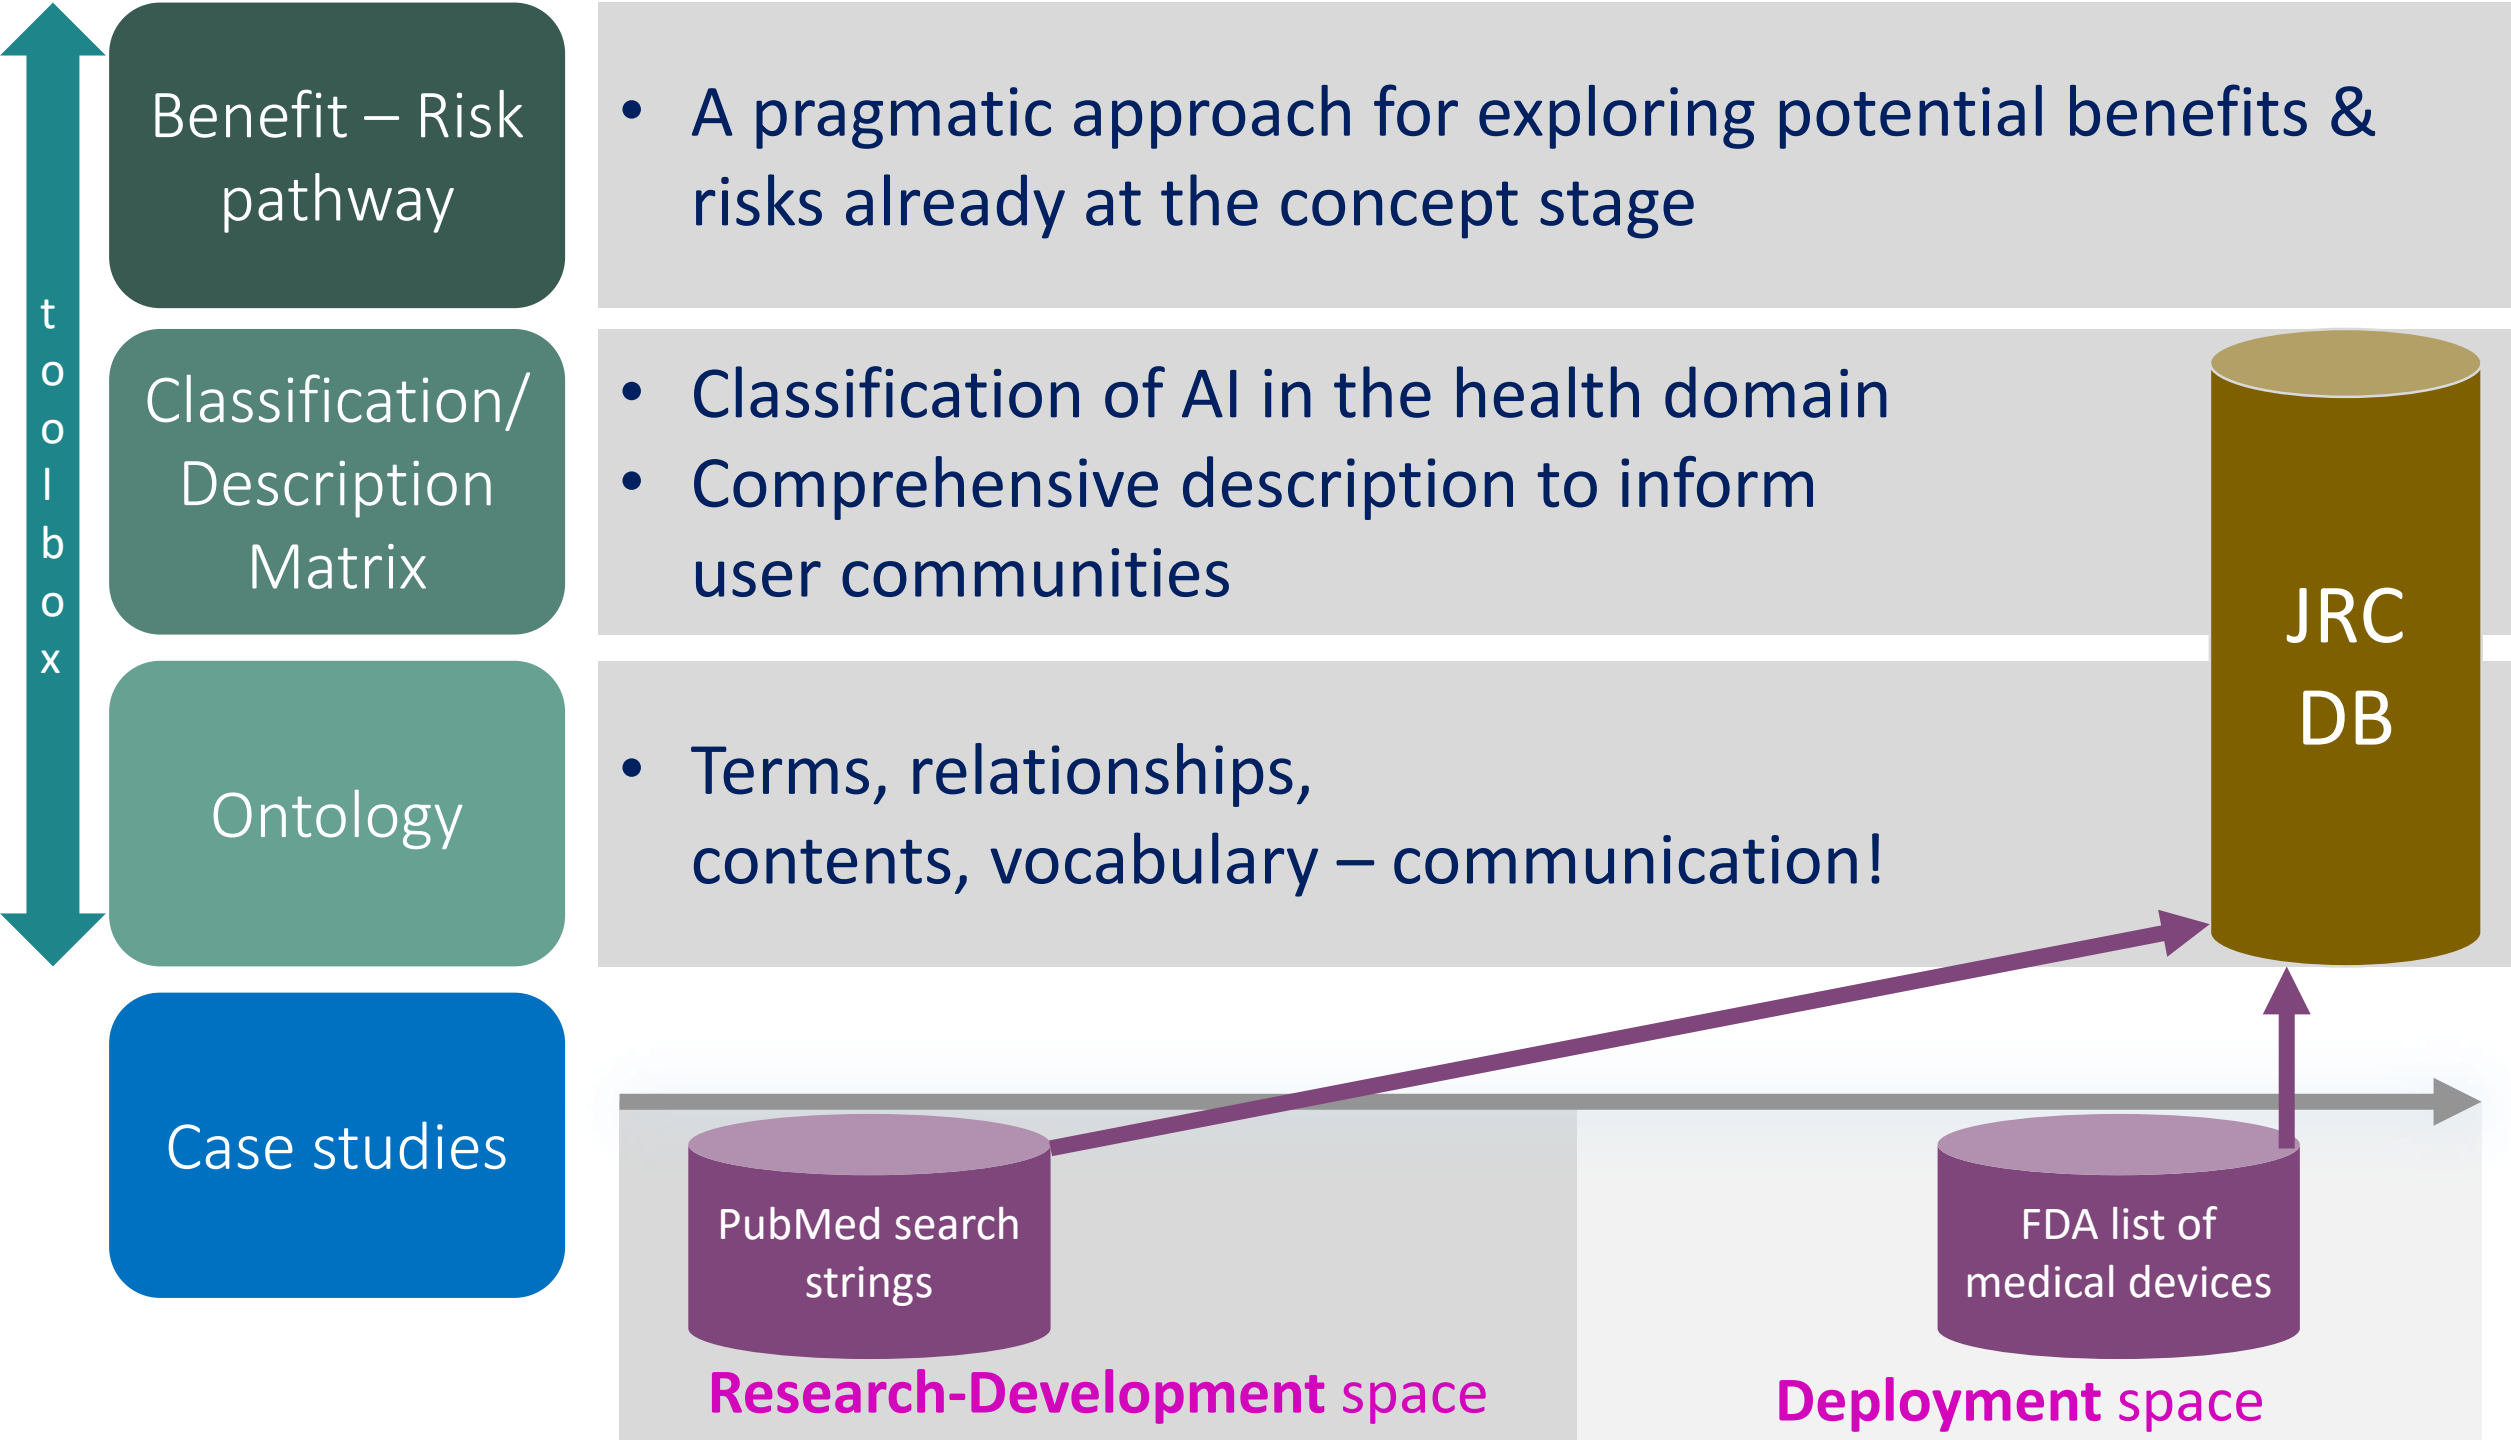 toolbox
Benefit – Risk
pathway
• A pragmatic approach for exploring potential benefits &
risks already at the concept stage
Classification/
Description
Matrix
• Classification of AI in the health domain
• Comprehensive description to inform
user communities
JRC
DB
Ontology
• Terms, relationships,
contents, vocabulary – communication!
Case studies
PubMed search
strings
Research-Development space
FDA list of
medical devices
Deployment space